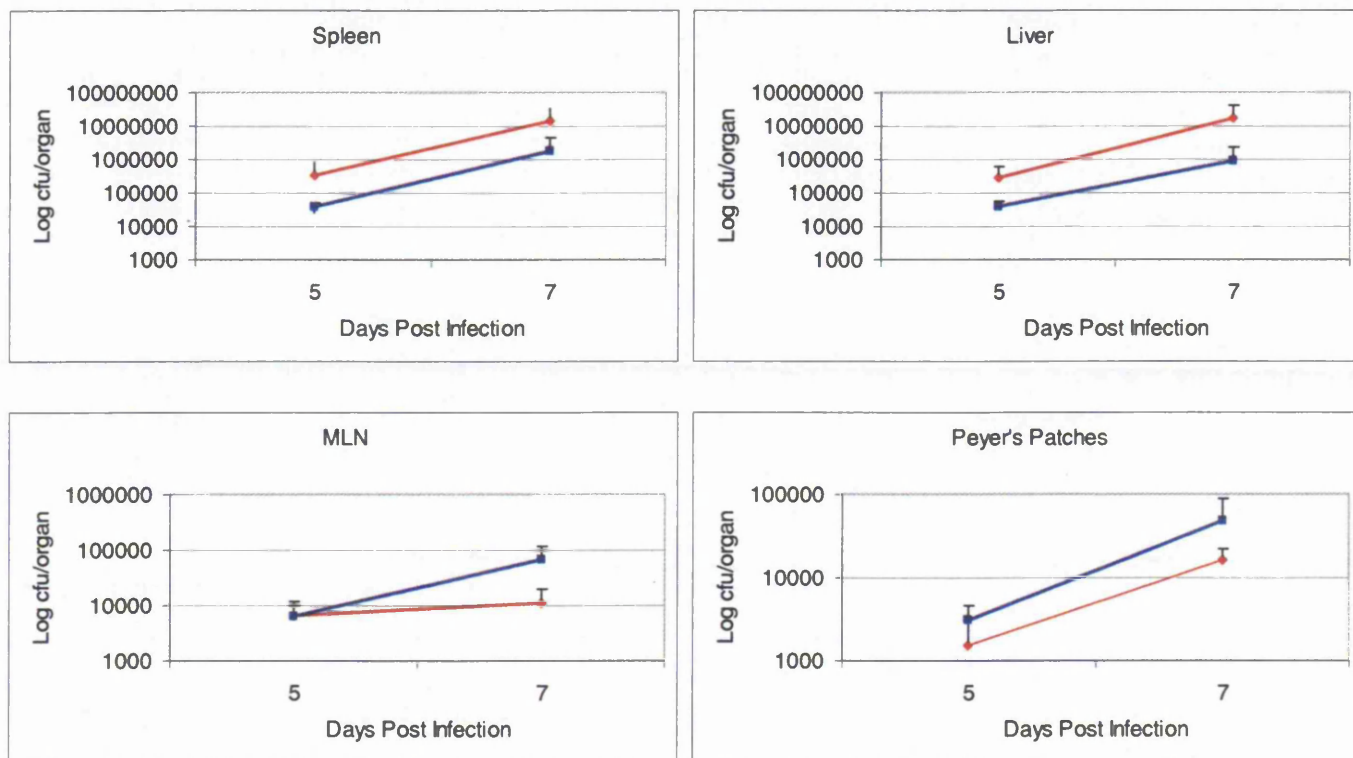 Spleen
Log cfu/organ
100000000
10000000
1000000
100000
10000
1000
5 7
Days Post Infection
Liver
Log cfu/organ
100000000
10000000
1000000
100000
10000
1000
5 7
Days Post Infection
MLN
Log cfu/organ
1000000
100000
10000
1000
5 7
Days Post Infection
Peyer's Patches
Log cfu/organ
100000
10000
1000
5 7
Days Post Infection